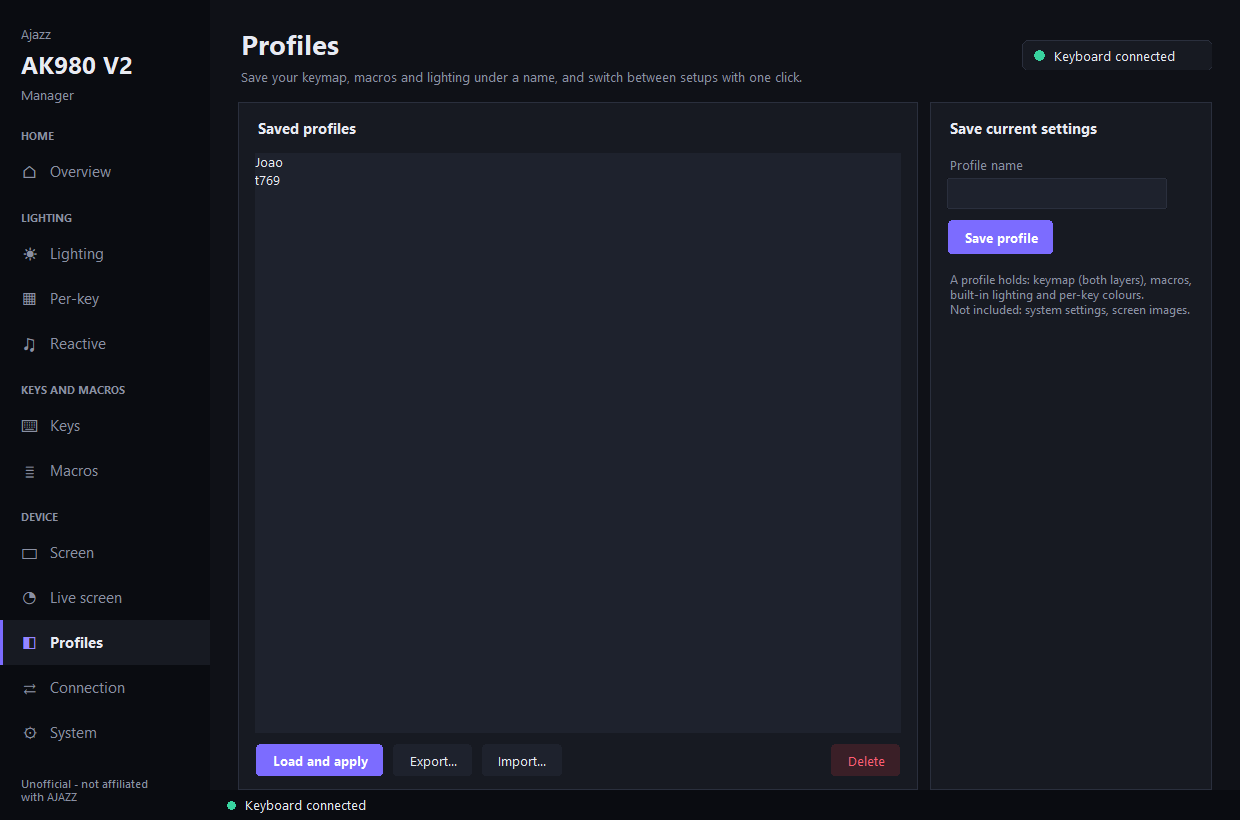 Ajazz
AK980 V2
Manager
HOME
Overview
LIGHTING
Lighting
Per-key
Reactive
KEYS AND MACROS
Keys
Macros
DEVICE
Screen
Live screen
Profiles
Connection
System
Unofficial - not affiliated
with AJAZZ
Profiles
Save your keymap, macros and lighting under a name, and switch between setups with one click.
Keyboard connected
Saved profiles
Joao
t769
Load and apply
Export...
Import...
Delete
Save current settings
Profile name
Save profile
A profile holds: keymap (both layers), macros,
built-in lighting and per-key colours.
Not included: system settings, screen images.
Keyboard connected